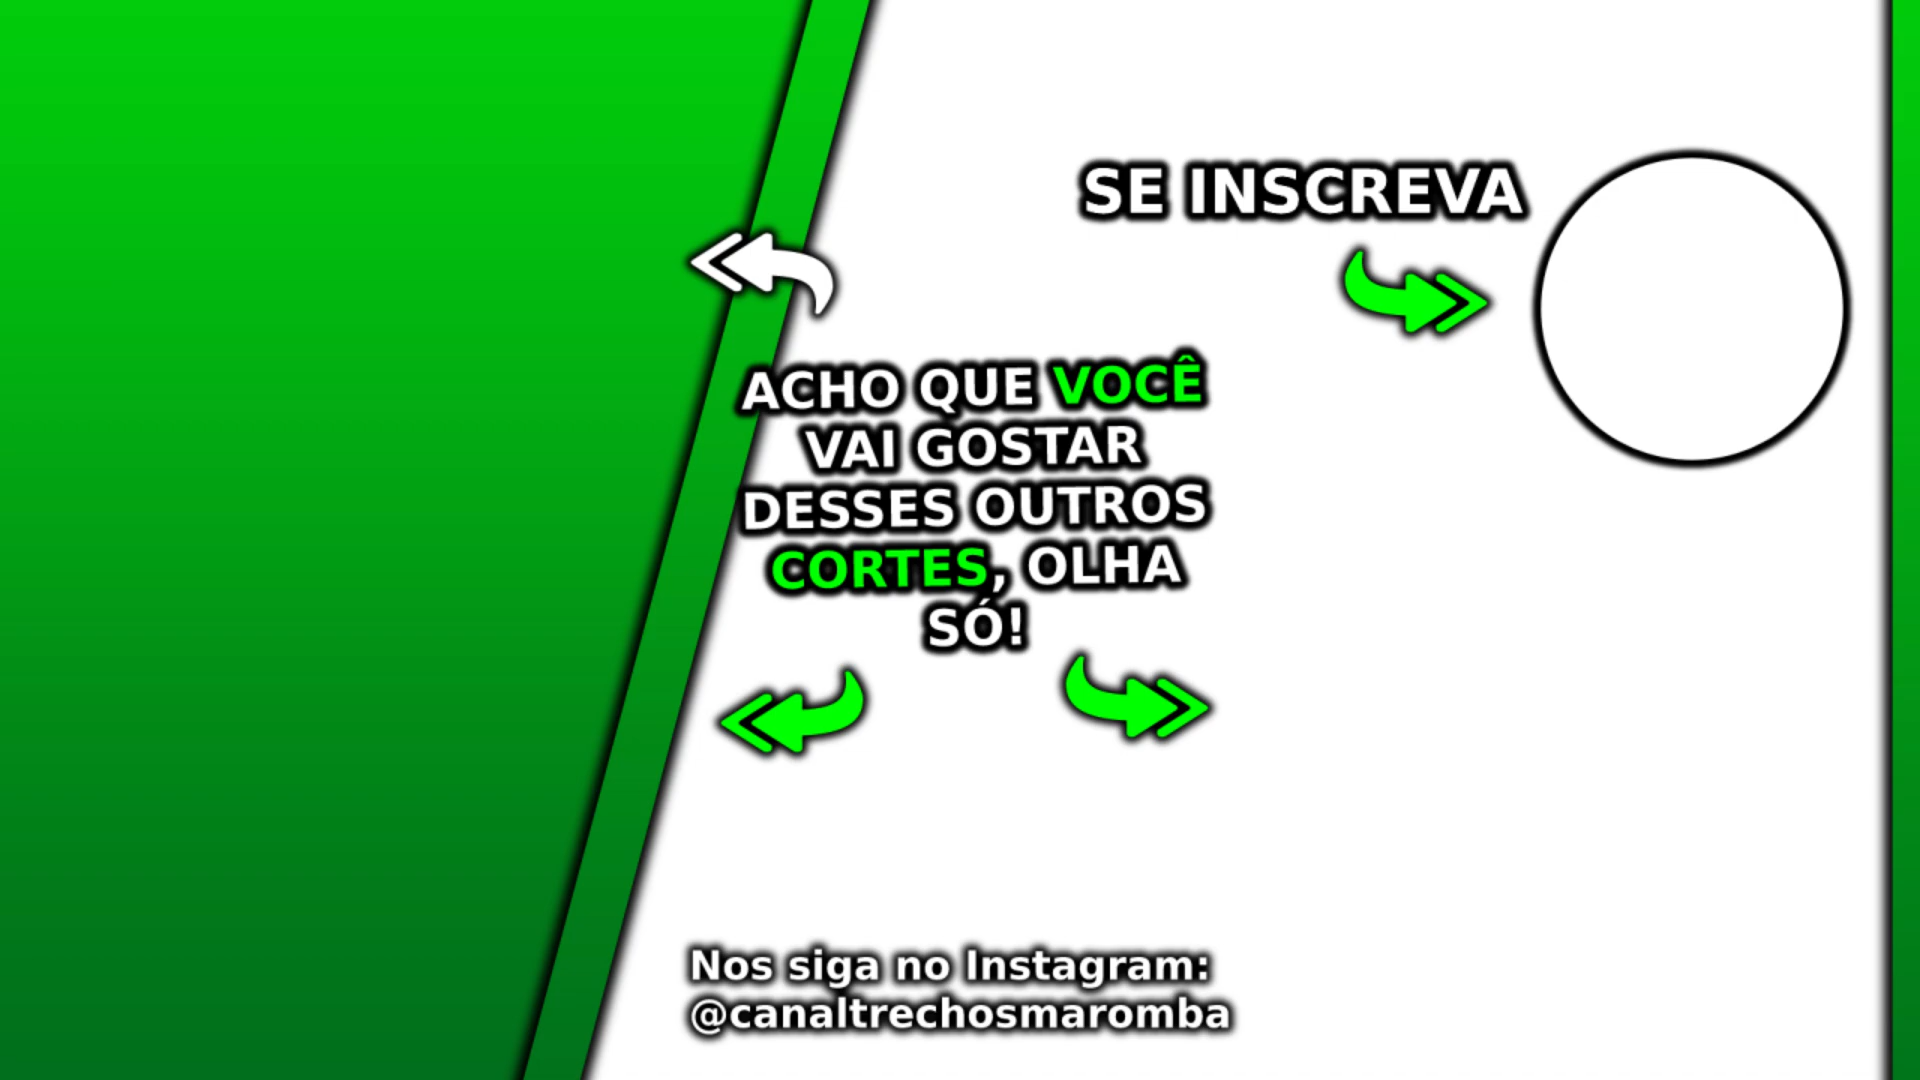 SE INSCREVA
ACHO QUE VOCÊ
VAI GOSTAR
DESSES OUTROS
CORTES, OLHA
SÓ!
Nos siga no Instagram:
@canaltrechosmaromba